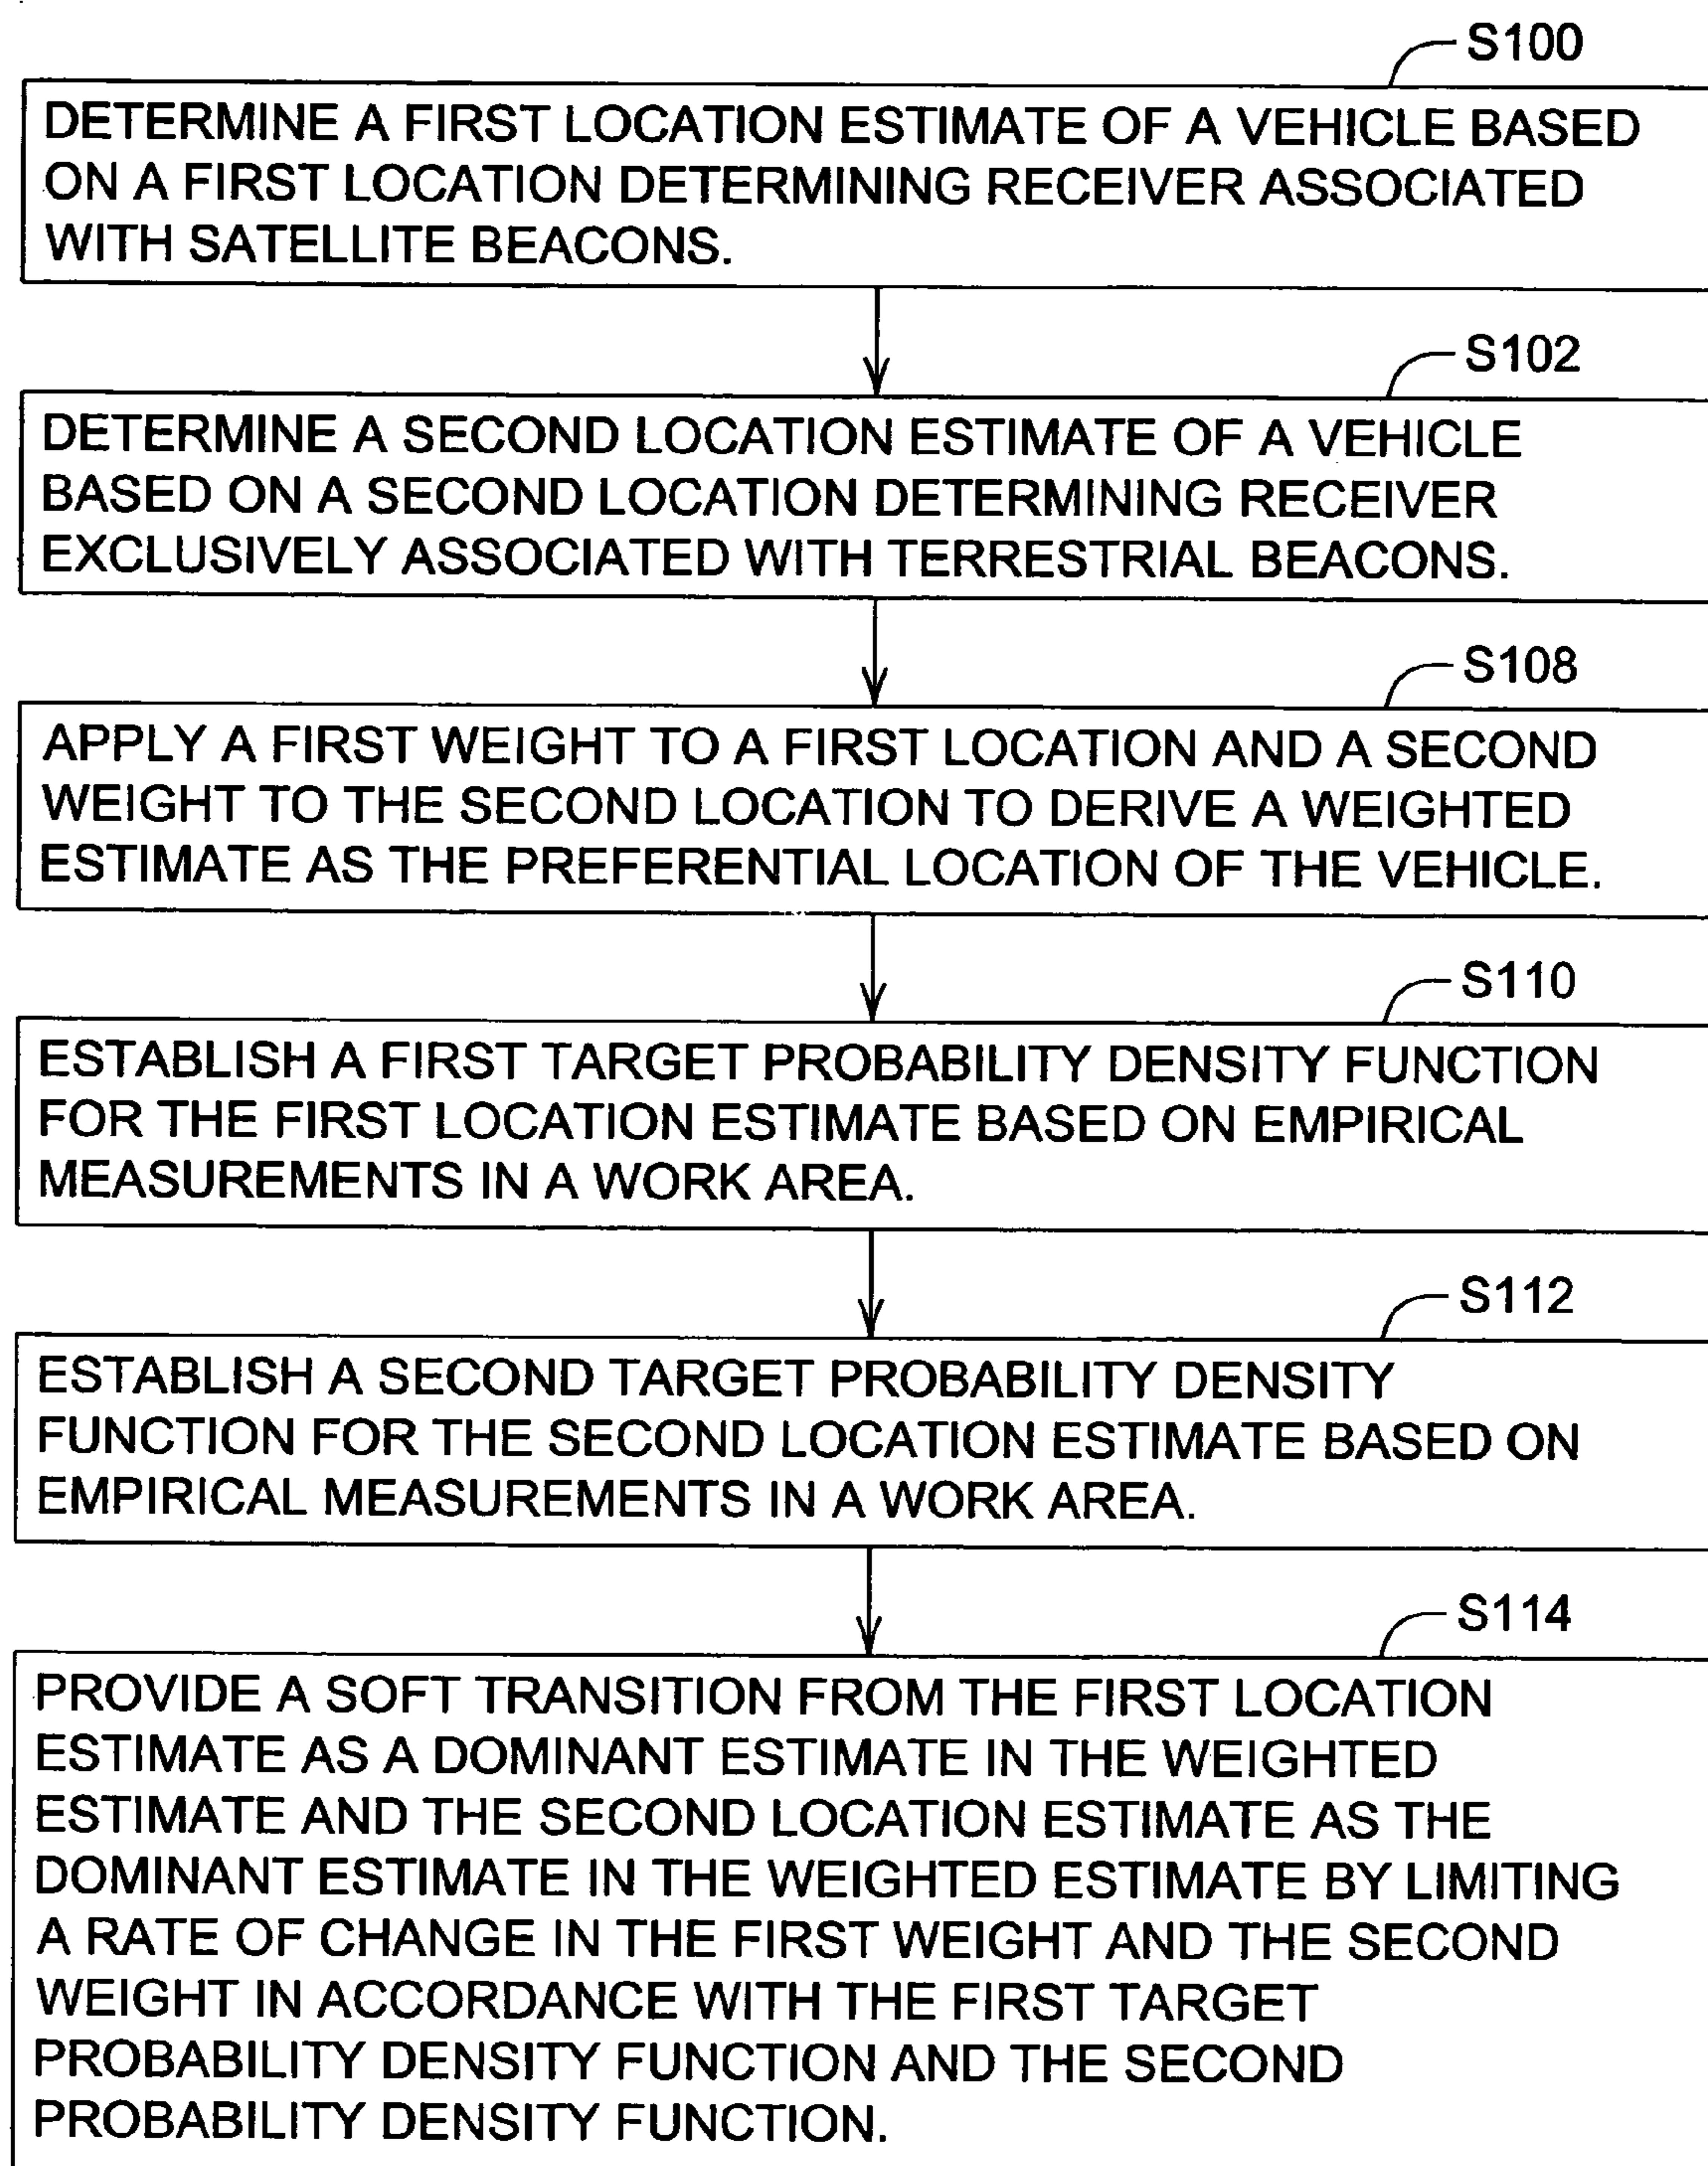 S100
DETERMINE A FIRST LOCATION ESTIMATE OF A VEHICLE BASED
ON A FIRST LOCATION DETERMINING RECEIVER ASSOCIATED
WITH SATELLITE BEACONS.
S102
DETERMINE A SECOND LOCATION ESTIMATE OF A VEHICLE
BASED ON A SECOND LOCATION DETERMINING RECEIVER
EXCLUSIVELY ASSOCIATED WITH TERRESTRIAL BEACONS.
S108
APPLY A FIRST WEIGHT TO A FIRST LOCATION AND A SECOND
WEIGHT TO THE SECOND LOCATION TO DERIVE A WEIGHTED
ESTIMATE AS THE PREFERENTIAL LOCATION OF THE VEHICLE.
S110
ESTABLISH A FIRST TARGET PROBABILITY DENSITY FUNCTION
FOR THE FIRST LOCATION ESTIMATE BASED ON EMPIRICAL
MEASUREMENTS IN A WORK AREA.
S112
ESTABLISH A SECOND TARGET PROBABILITY DENSITY
FUNCTION FOR THE SECOND LOCATION ESTIMATE BASED ON
EMPIRICAL MEASUREMENTS IN A WORK AREA.
S114
PROVIDE A SOFT TRANSITION FROM THE FIRST LOCATION
ESTIMATE AS A DOMINANT ESTIMATE IN THE WEIGHTED
ESTIMATE AND THE SECOND LOCATION ESTIMATE AS THE
DOMINANT ESTIMATE IN THE WEIGHTED ESTIMATE BY LIMITING
A RATE OF CHANGE IN THE FIRST WEIGHT AND THE SECOND
WEIGHT IN ACCORDANCE WITH THE FIRST TARGET
PROBABILITY DENSITY FUNCTION AND THE SECOND
PROBABILITY DENSITY FUNCTION.